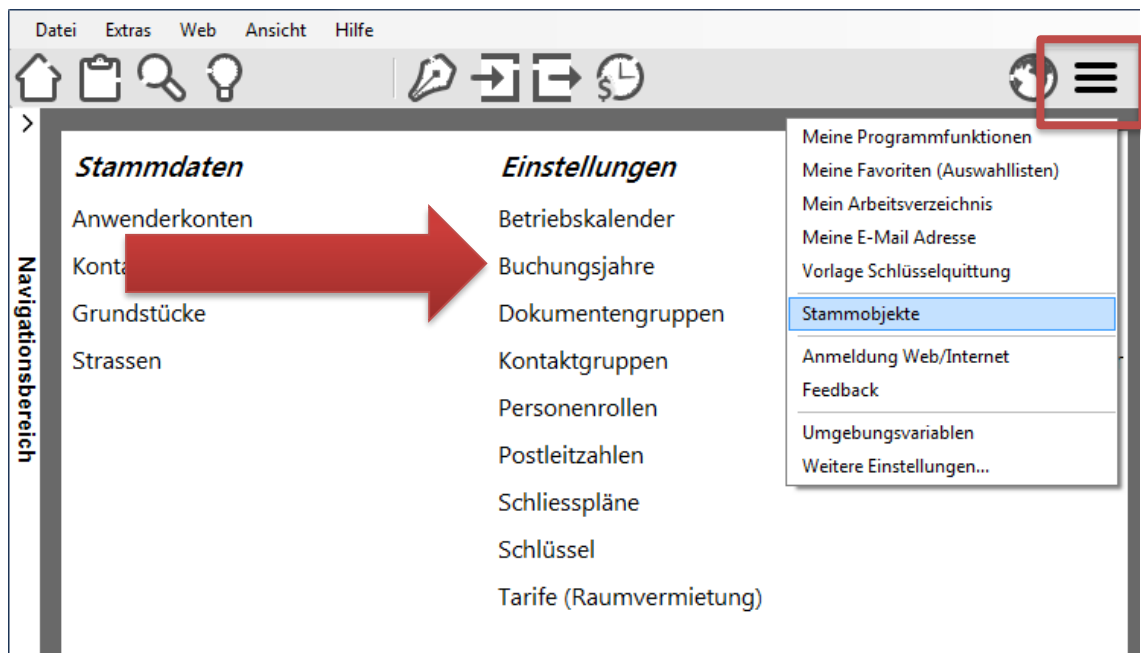 Datei Extras Web Ansicht Hilfe
Navigationsbereich
Stammdaten
Anwenderkonten
Grundstücke
Strassen
Einstellungen
Betriebskalender
Buchungsjahre
Dokumentengruppen
Kontaktgruppen
Personenrollen
Postleitzahlen
Schliesspläne
Schlüssel
Tarife (Raumvermietung)
Meine Programmfunktionen
Meine Favoriten (Auswahllisten)
Mein Arbeitsverzeichnis
Meine E-Mail Adresse
Vorlage Schlüsselquittung
Stammobjekte
Anmeldung Web/Internet
Feedback
Umgebungsvariablen
Weitere Einstellungen...